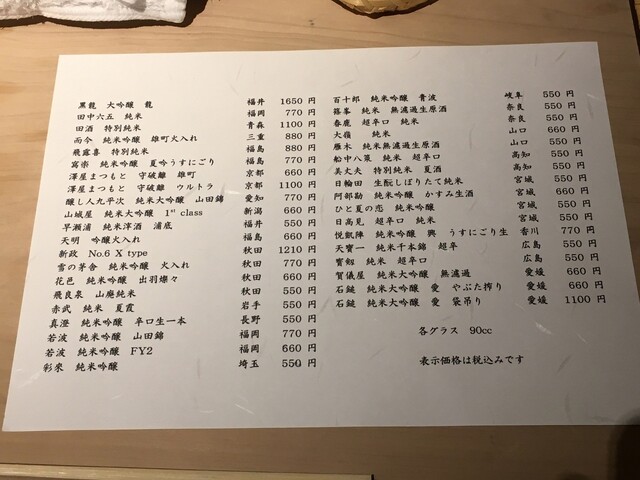 黒龍 大吟醸 龍 福井 1650 円
田中六五 純米 福岡 770 円
田酒 特別純米 青森 1100 円
而今 純米吟醸 雄町火入れ 三重 880 円
飛露喜 特別純米 福島 880 円
寫楽 純米吟醸 夏吟うすにごり 福島 770 円
澤屋まつもと 守破離 雄町 京都 660 円
澤屋まつもと 守破離 ウルトラ 京都 1100 円
醸し人九平次 純米大吟醸 山田錦 愛知 770 円
山城屋 純米大吟醸 1st class 新潟 660 円
早瀬浦 純米淳酒 浦底 福井 550 円
天明 吟醸火入れ 福島 660 円
新政 No.6 X type 秋田 1210 円
雪の茅舎 純米吟醸 火入れ 秋田 770 円
花邑 純米吟醸 出羽燦々 秋田 660 円
飛良泉 山廃純米 秋田 550 円
赤武 純米 夏霞 岩手 550 円
真澄 純米吟醸 辛口生一本 長野 550 円
若波 純米吟醸 山田錦 福岡 770 円
若波 純米吟醸 FY2 福岡 660 円
彩來 純米吟醸 埼玉 550 円
百十郎 純米吟醸 青波 岐阜 550 円
篠峯 純米 無濾過生原酒 奈良 550 円
春鹿 超辛口 純米 奈良 550 円
大嶺 純米 山口 660 円
雁木 純米無濾過生原酒 山口 550 円
船中八策 純米 超辛口 高知 550 円
美丈夫 特別純米 夏酒 高知 550 円
日輪田 生酛しぼりたて純米 宮城 550 円
阿部勘 純米吟醸 かすみ生酒 宮城 660 円
ひと夏の恋 純米吟醸 宮城 550 円
日高見 超辛口 純米 宮城 550 円
悦凱陣 純米吟醸 興 うすにごり生 香川 770 円
天寶一 純米千本錦 超辛 広島 550 円
寳剱 純米 超辛口 広島 550 円
賀儀屋 純米大吟醸 無濾過 愛媛 660 円
石鎚 純米大吟醸 愛 やぶた搾り 愛媛 660 円
石鎚 純米大吟醸 愛 袋吊り 愛媛 1100 円
各グラス 90cc
表示価格は税込みです